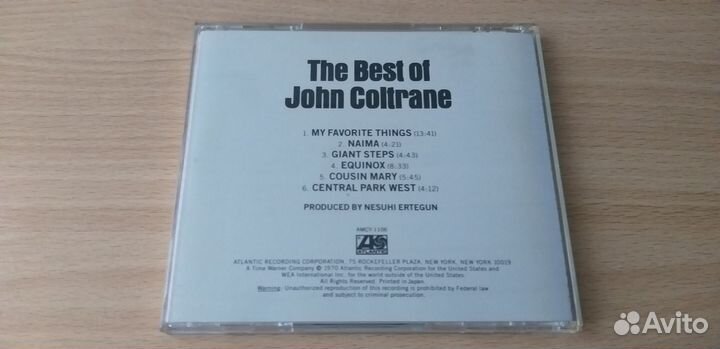 The Best of
John Coltrane
1. MY FAVORITE THINGS (13:41)
2. NAIMA (4:21)
3. GIANT STEPS (4:43)
4. EQUINOX (8:33)
5. COUSIN MARY (5:45)
6. CENTRAL PARK WEST (4:12)
PRODUCED BY NESUHI ERTEGUN
AMCY-1106
ATLANTIC
ATLANTIC RECORDING CORPORATION, 75 ROCKEFELLER PLAZA, NEW YORK, NEW YORK 10019
A Time Warner Company © 1970 Atlantic Recording Corporation for the United States and
WEA International Inc. for the world outside of the United States.
All Rights Reserved. Printed in Japan.
Warning: Unauthorized reproduction of this recording is prohibited by Federal law
and subject to criminal prosecution.
Avito